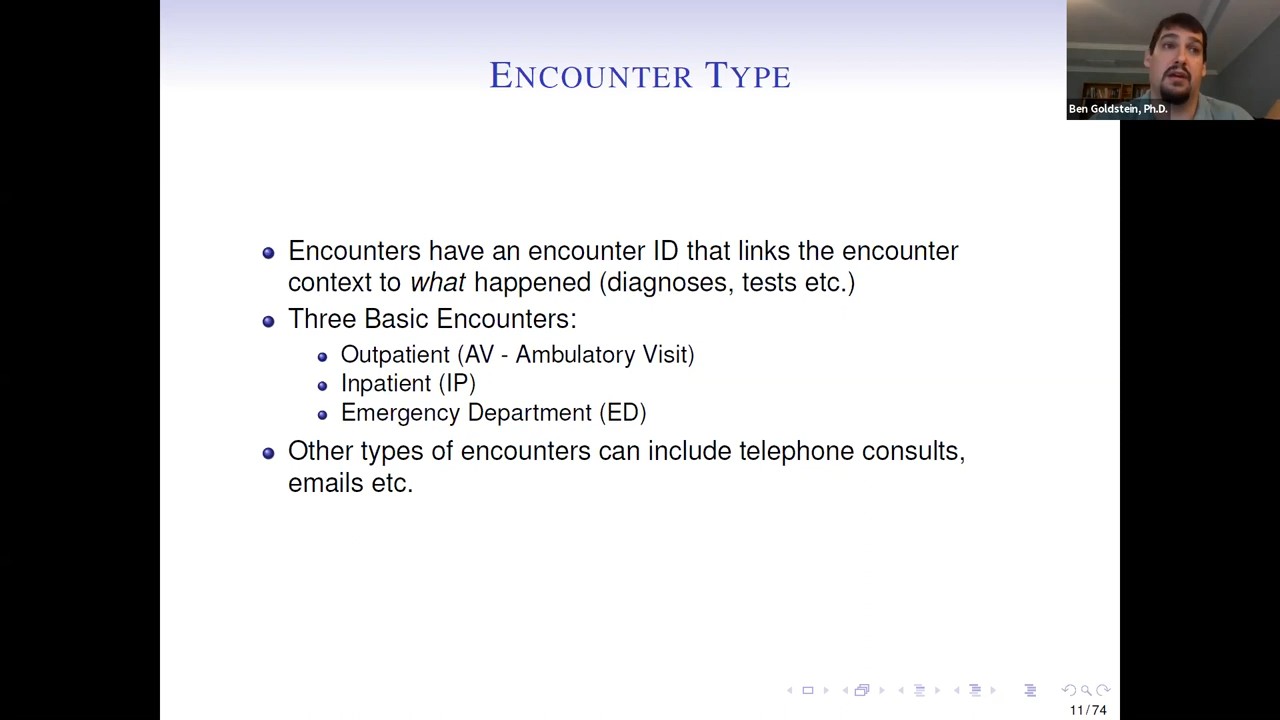 ENCOUNTER TYPE
Ben Goldstein, Ph.D.
Encounters have an encounter ID that links the encounter
context to what happened (diagnoses, tests etc.)
Three Basic Encounters:
Outpatient (AV - Ambulatory Visit)
Inpatient (IP)
Emergency Department (ED)
Other types of encounters can include telephone consults,
emails etc.
11/74